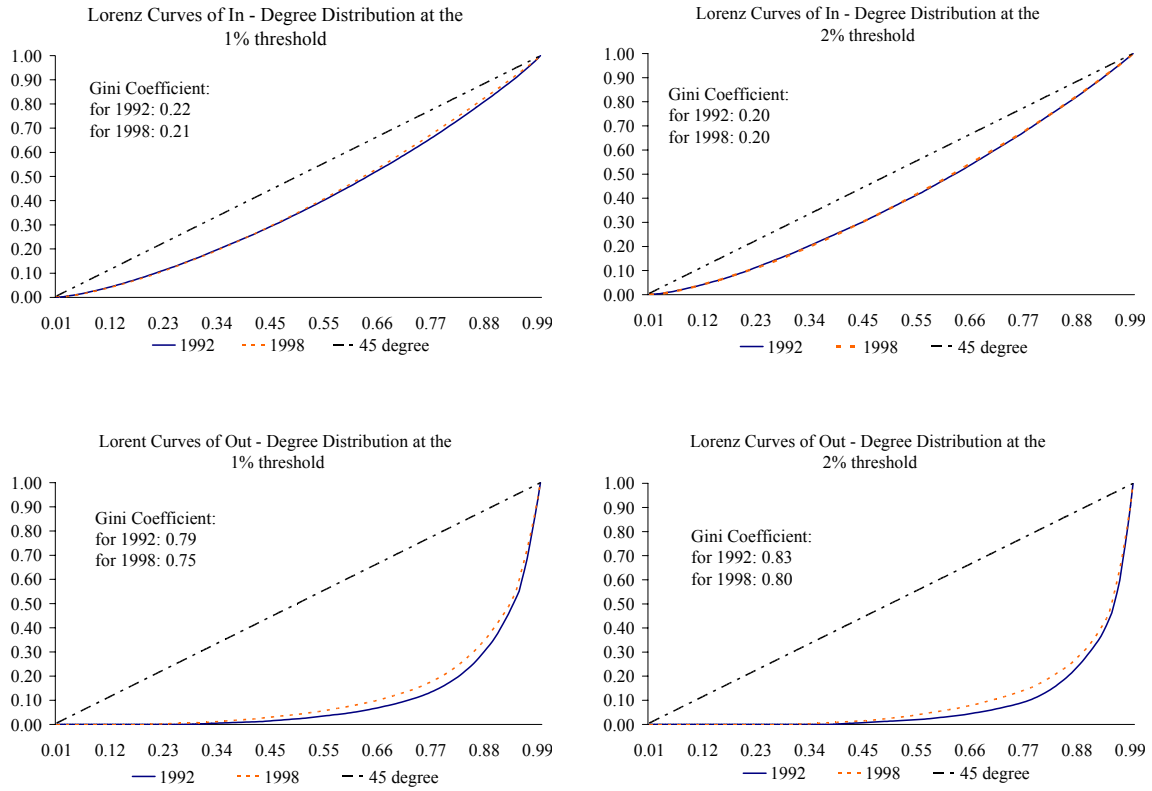 Lorenz Curves of In - Degree Distribution at the
1% threshold
1.00
0.90
0.80
0.70
0.60
0.50
0.40
0.30
0.20
0.10
0.00
Gini Coefficient:
for 1992: 0.22
for 1998: 0.21
0.01 0.12 0.23 0.34 0.45 0.55 0.66 0.77 0.88 0.99
1992 1998 45 degree
Lorenz Curves of In - Degree Distribution at the
2% threshold
1.00
0.90
0.80
0.70
0.60
0.50
0.40
0.30
0.20
0.10
0.00
Gini Coefficient:
for 1992: 0.20
for 1998: 0.20
0.01 0.12 0.23 0.34 0.45 0.55 0.66 0.77 0.88 0.99
1992 1998 45 degree
Lorent Curves of Out - Degree Distribution at the
1% threshold
1.00
0.90
0.80
0.70
0.60
0.50
0.40
0.30
0.20
0.10
0.00
Gini Coefficient:
for 1992: 0.79
for 1998: 0.75
0.01 0.12 0.23 0.34 0.45 0.55 0.66 0.77 0.88 0.99
1992 1998 45 degree
Lorenz Curves of Out - Degree Distribution at the
2% threshold
1.00
0.90
0.80
0.70
0.60
0.50
0.40
0.30
0.20
0.10
0.00
Gini Coefficient:
for 1992: 0.83
for 1998: 0.80
0.01 0.12 0.23 0.34 0.45 0.55 0.66 0.77 0.88 0.99
1992 1998 45 degree